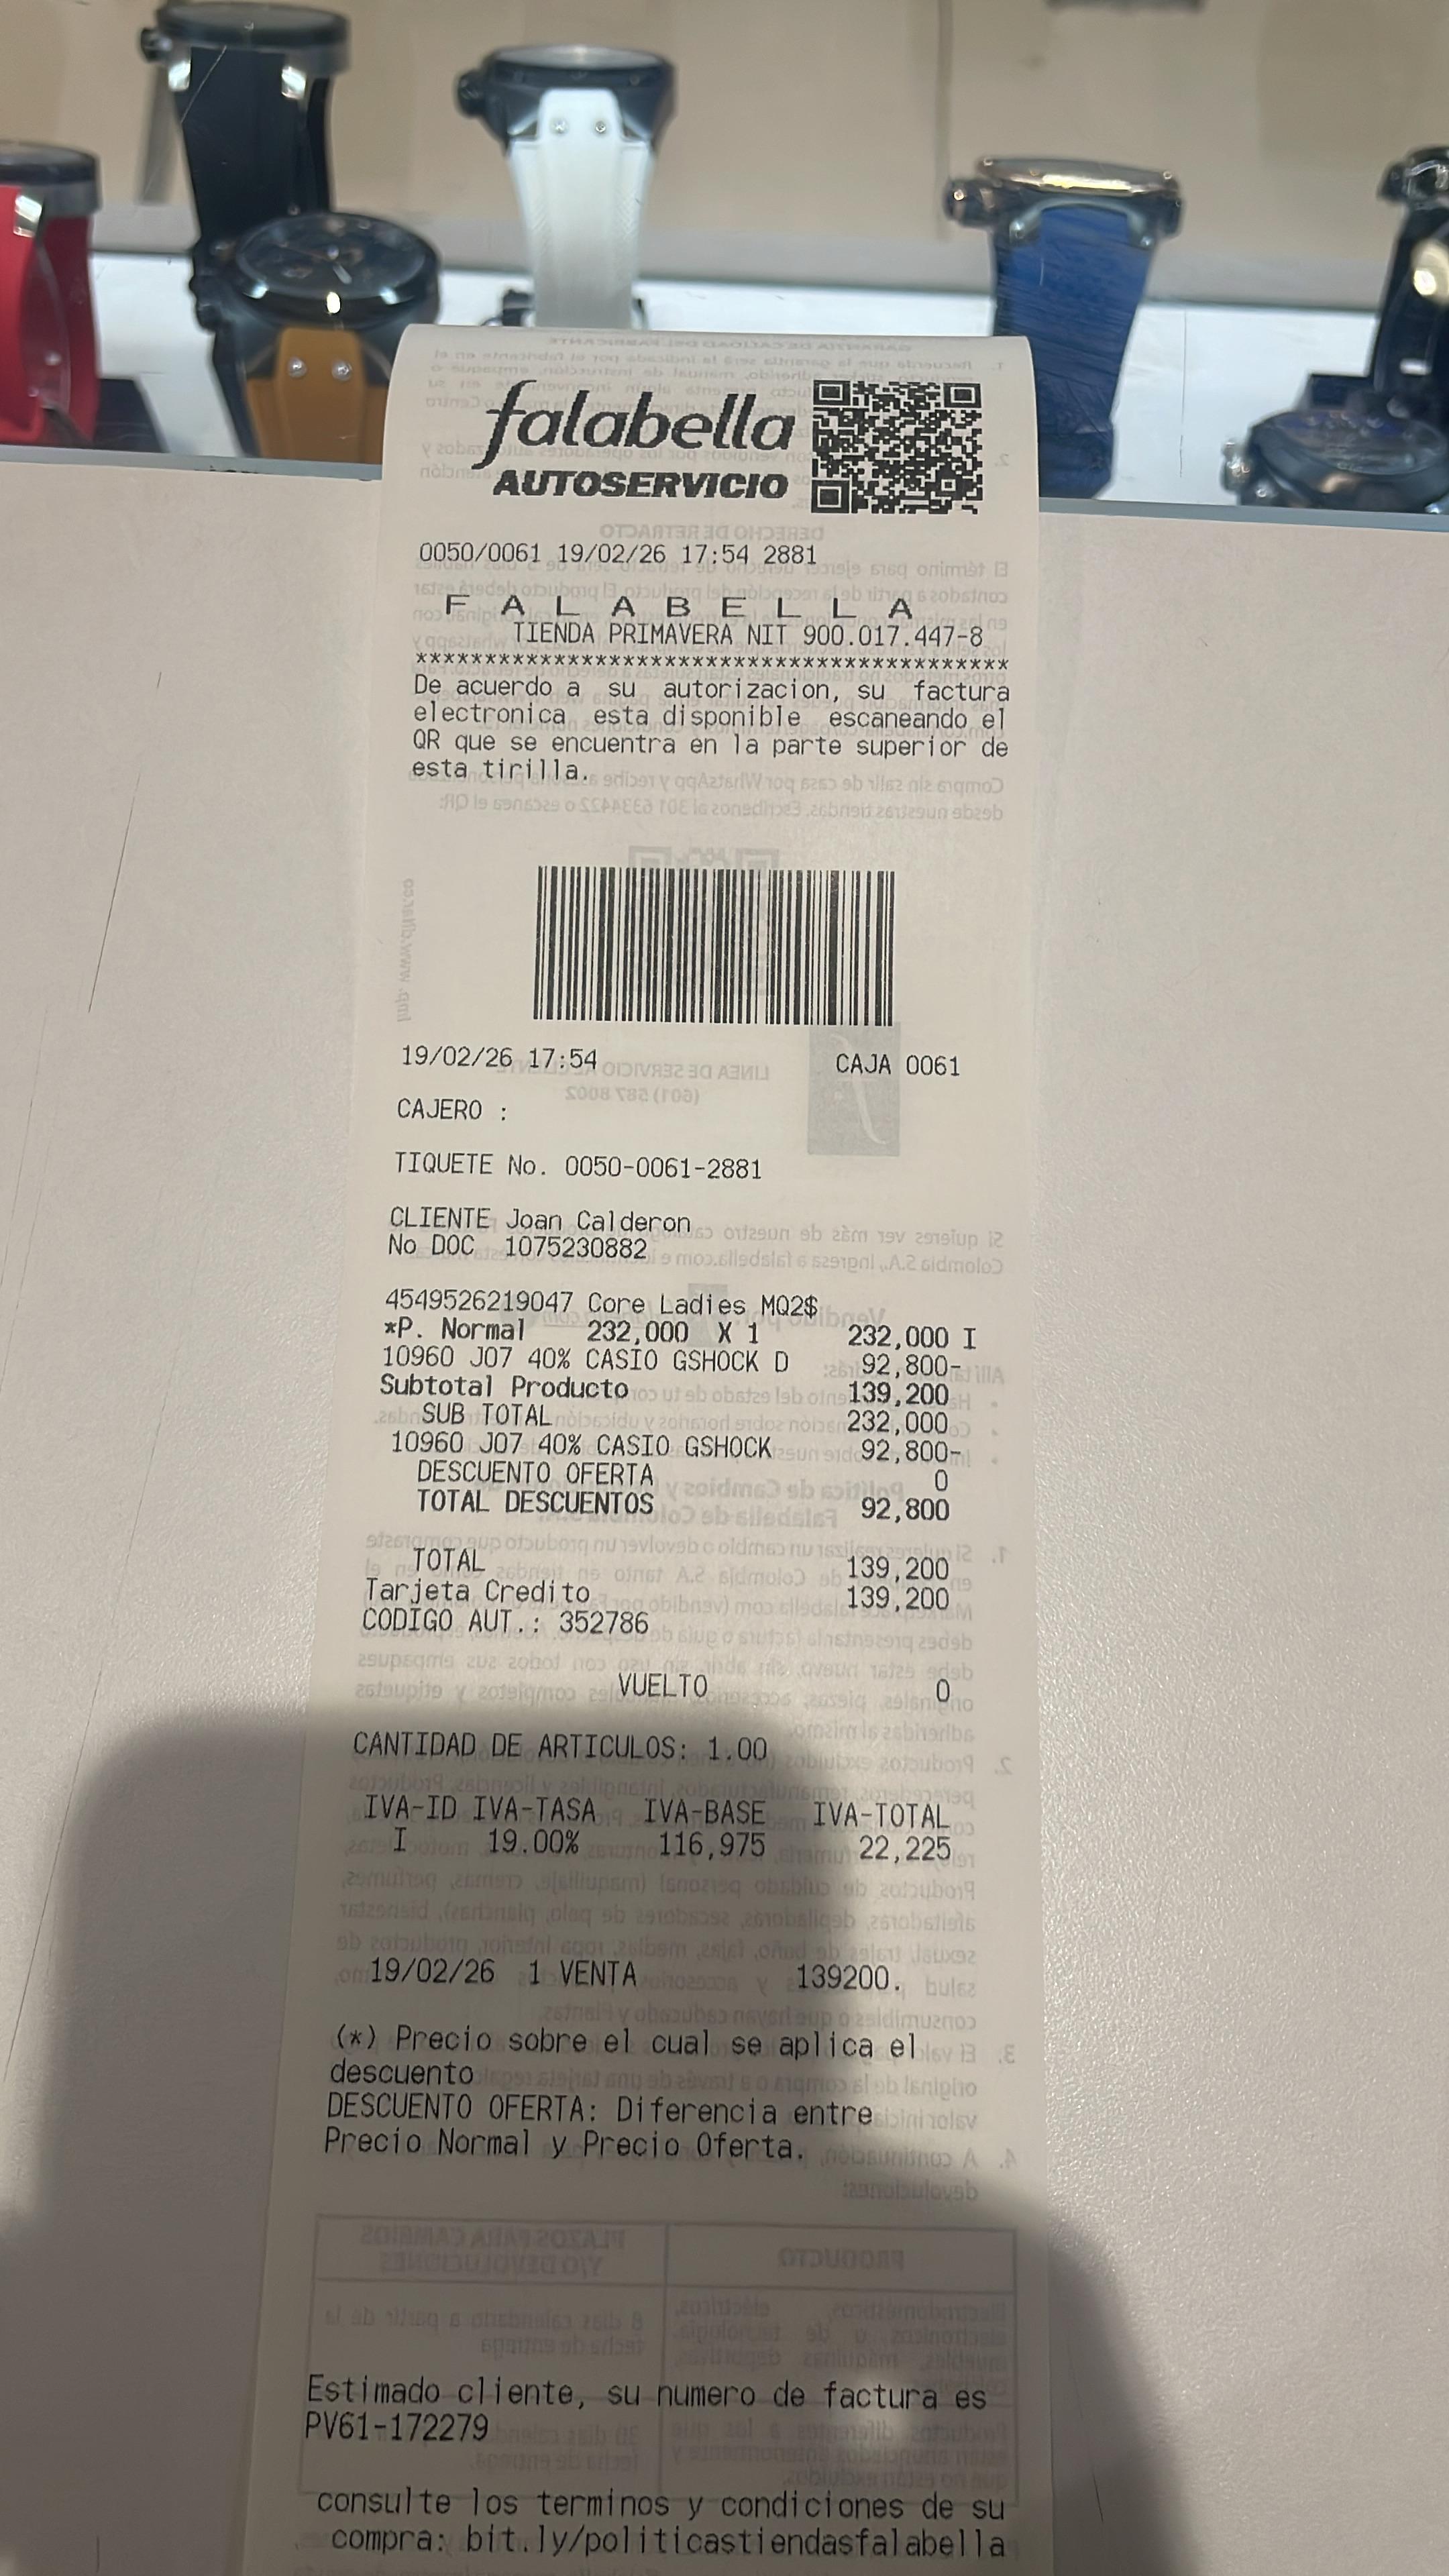 falabella
AUTOSERVICIO
0050/0061 19/02/26 17:54 2881
F A L A B E L L A
TIENDA PRIMAVERA NIT 900.017.447-8
*******************************************
De acuerdo a su autorizacion, su factura
electronica esta disponible escaneando el
QR que se encuentra en la parte superior de
esta tirilla.
19/02/26 17:54 CAJA 0061
CAJERO :
TIQUETE No. 0050-0061-2881
CLIENTE Joan Calderon
No DOC 1075230882
4549526219047 Core Ladies MQ2$
*P. Normal 232,000 X 1 232,000 I
10960 J07 40% CASIO GSHOCK D 92,800-
Subtotal Producto 139,200
SUB TOTAL 232,000
10960 J07 40% CASIO GSHOCK 92,800-
DESCUENTO OFERTA 0
TOTAL DESCUENTOS 92,800
TOTAL 139,200
Tarjeta Credito 139,200
CODIGO AUT.: 352786
VUELTO 0
CANTIDAD DE ARTICULOS: 1.00
IVA-ID IVA-TASA IVA-BASE IVA-TOTAL
I 19.00% 116,975 22,225
19/02/26 1 VENTA 139200.
(*) Precio sobre el cual se aplica el
descuento
DESCUENTO OFERTA: Diferencia entre
Precio Normal y Precio Oferta.
Estimado cliente, su numero de factura es
PV61-172279
consulte los terminos y condiciones de su
compra: bit.ly/politicastiendasfalabella